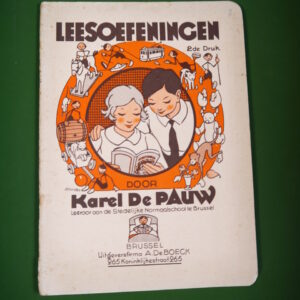 LEESOEFENINGEN
2de Druk
DOOR
Karel De PAUW
Leeraar aan de Stedelijke Normaalschool te Brussel
BRUSSEL
Uitgeversfirma A. De BOECK
265 Koninklijkestraat 265